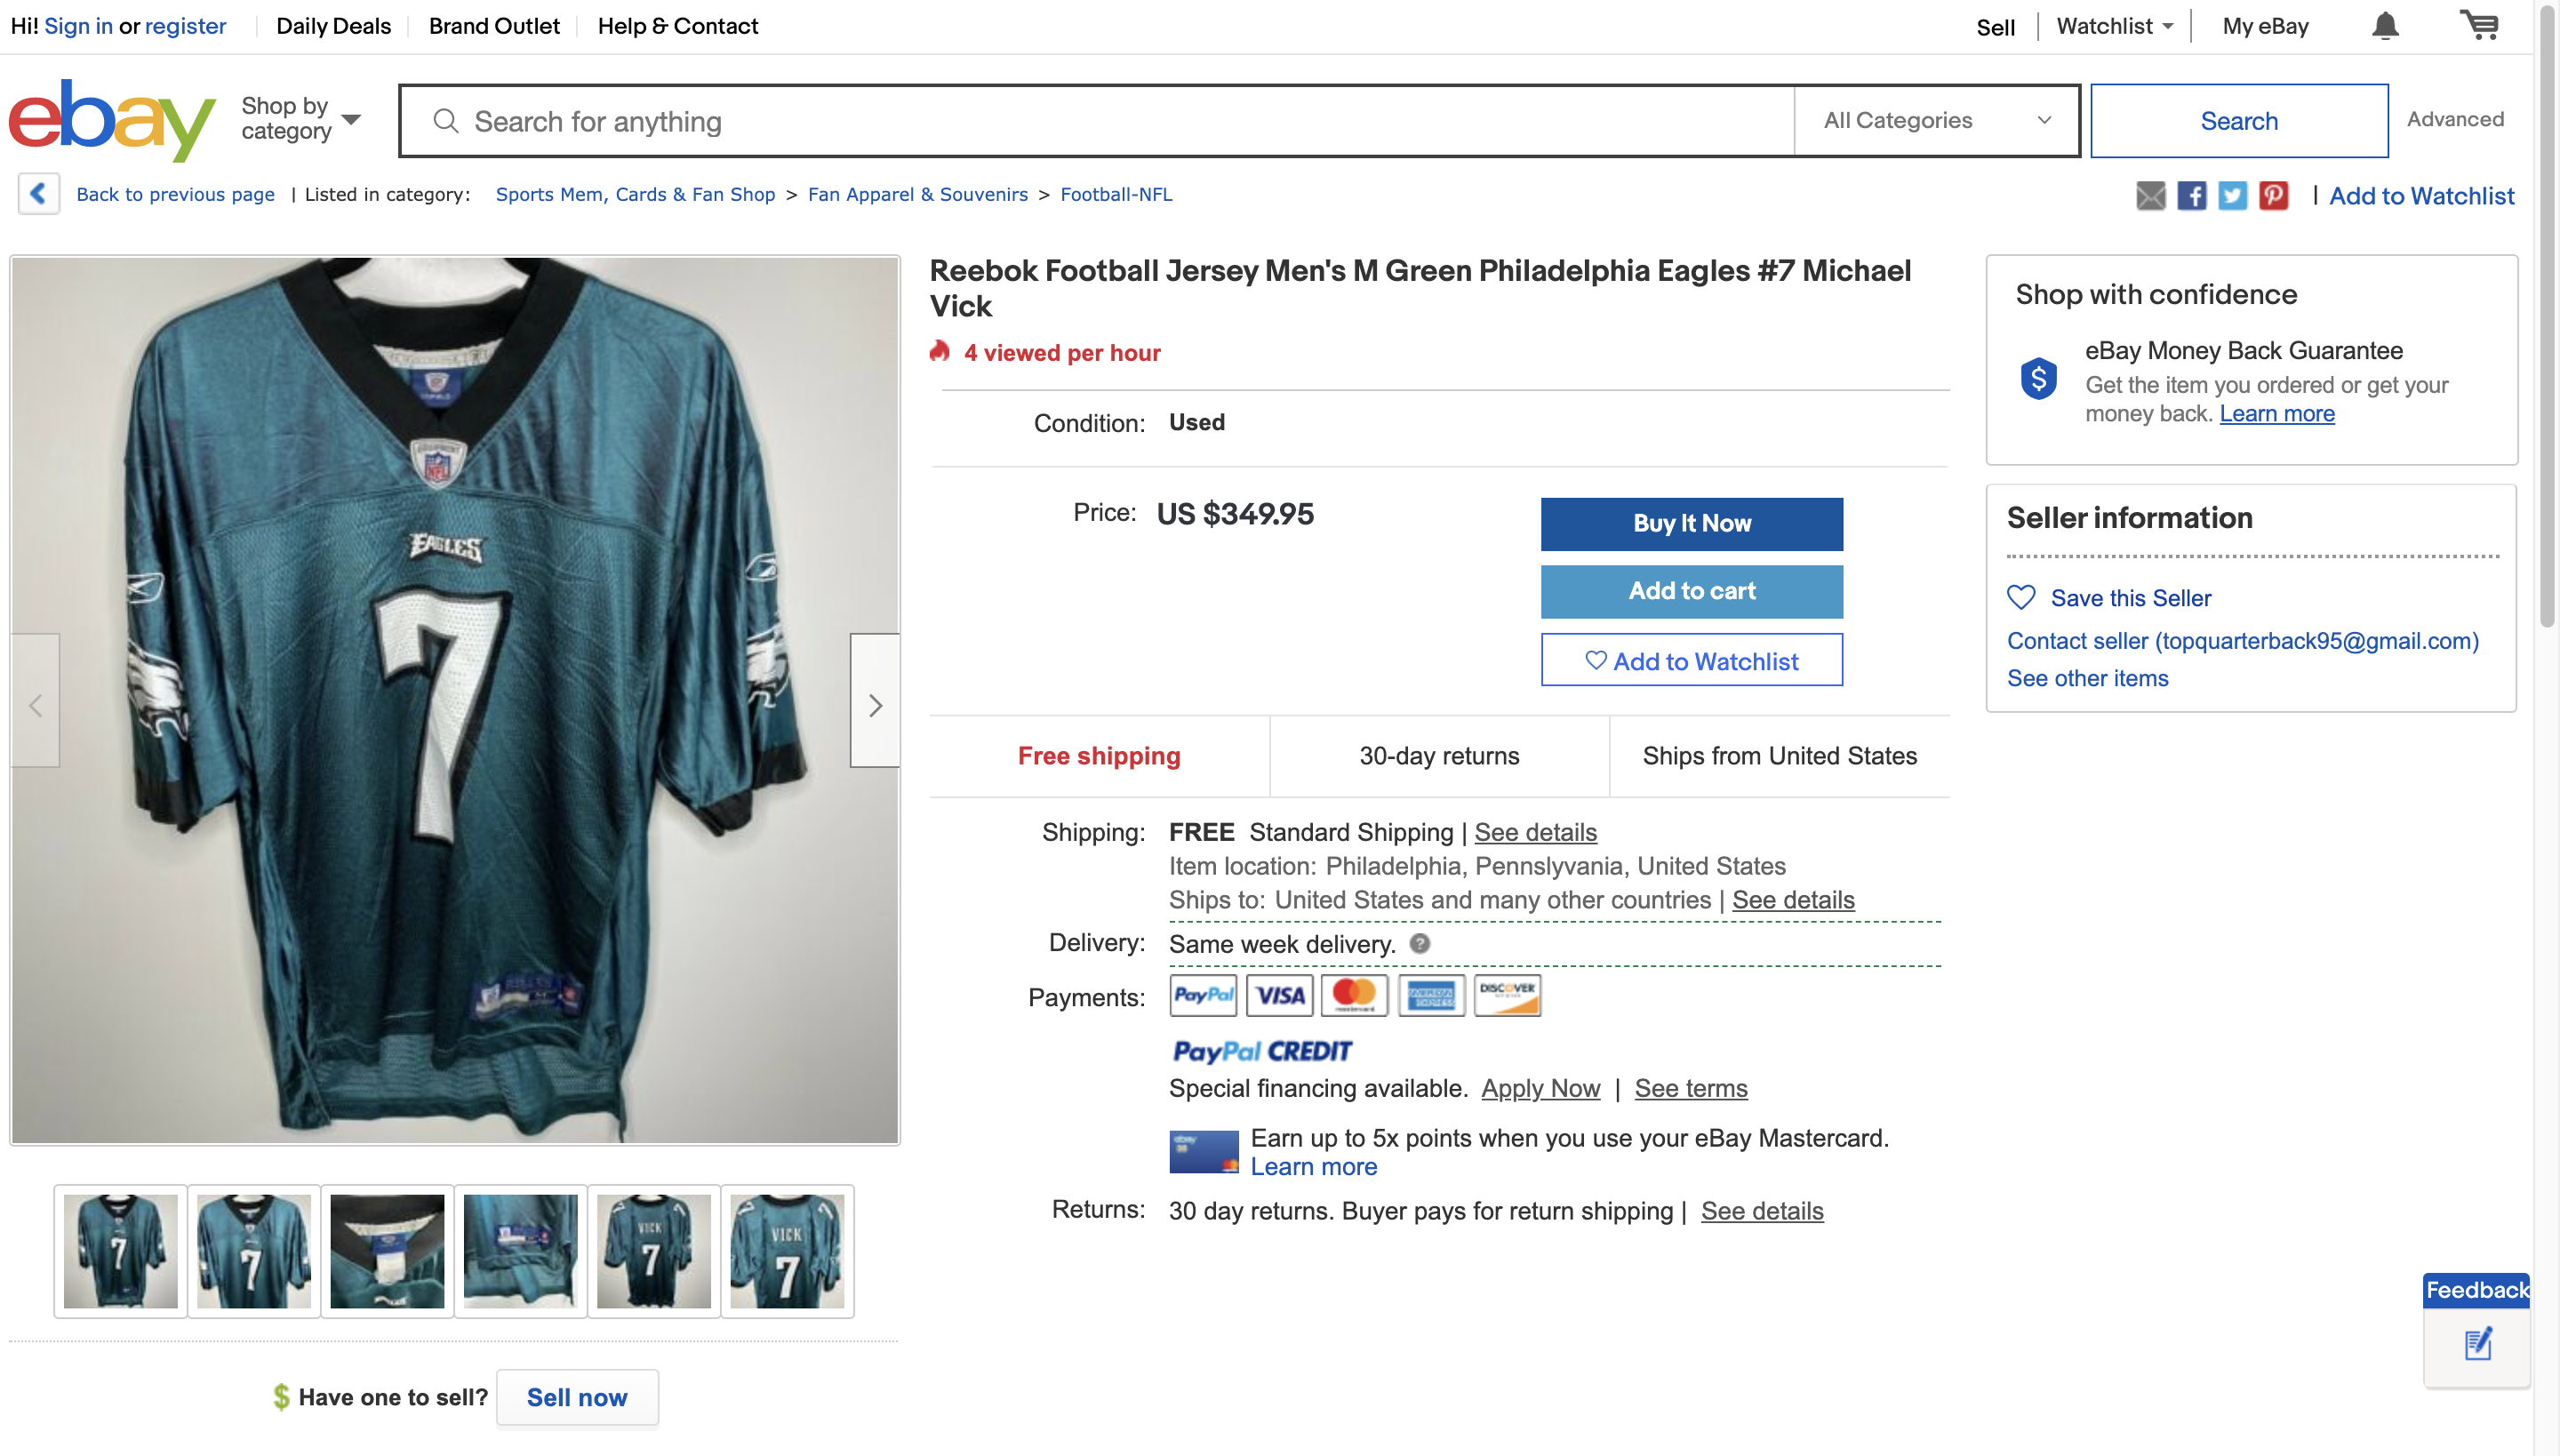 Hi! Sign in or register
Daily Deals
Brand Outlet
Help & Contact
Sell
Watchlist
My eBay
ebay
Shop by
category
Search for anything
All Categories
Search
Advanced
Back to previous page | Listed in category: Sports Mem, Cards & Fan Shop > Fan Apparel & Souvenirs > Football-NFL
| Add to Watchlist
EAGLES
7
Reebok Football Jersey Men's M Green Philadelphia Eagles #7 Michael
Vick
4 viewed per hour
Condition: Used
Price: US $349.95
Buy It Now
Add to cart
Add to Watchlist
Free shipping
30-day returns
Ships from United States
Shipping: FREE Standard Shipping | See details
Item location: Philadelphia, Pennslyvania, United States
Ships to: United States and many other countries | See details
Delivery: Same week delivery.
Payments: PayPal VISA mastercard AMERICAN EXPRESS DISCOVER
PayPal CREDIT
Special financing available. Apply Now | See terms
ebay
Earn up to 5x points when you use your eBay Mastercard.
Learn more
Returns: 30 day returns. Buyer pays for return shipping | See details
Shop with confidence
eBay Money Back Guarantee
Get the item you ordered or get your
money back. Learn more
Seller information
Save this Seller
Contact seller (topquarterback95@gmail.com)
See other items
7
7
VICK
7
VICK
7
$ Have one to sell? Sell now
Feedback